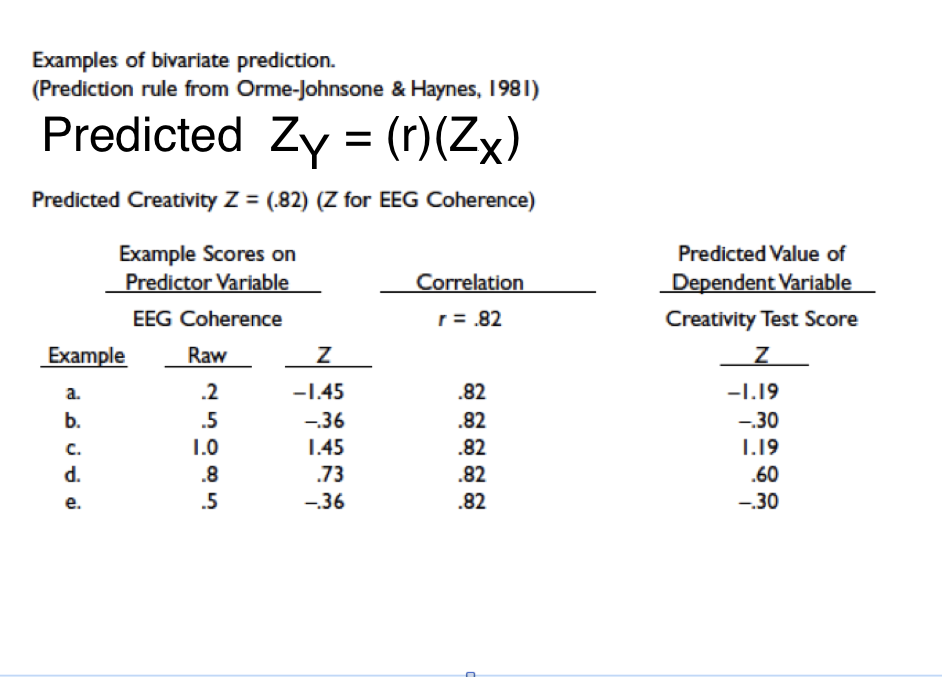 Examples of bivariate prediction.
(Prediction rule from Orme-Johnsone & Haynes, 1981)
Predicted ZY = (r)(Zx)
Predicted Creativity Z = (.82) (Z for EEG Coherence)
Example Scores on Predicted Value of
Predictor Variable Correlation Dependent Variable
EEG Coherence r = .82 Creativity Test Score
Example Raw Z Z
a. .2 –1.45 .82 –1.19
b. .5 –.36 .82 –.30
c. 1.0 1.45 .82 1.19
d. .8 .73 .82 .60
e. .5 –.36 .82 –.30